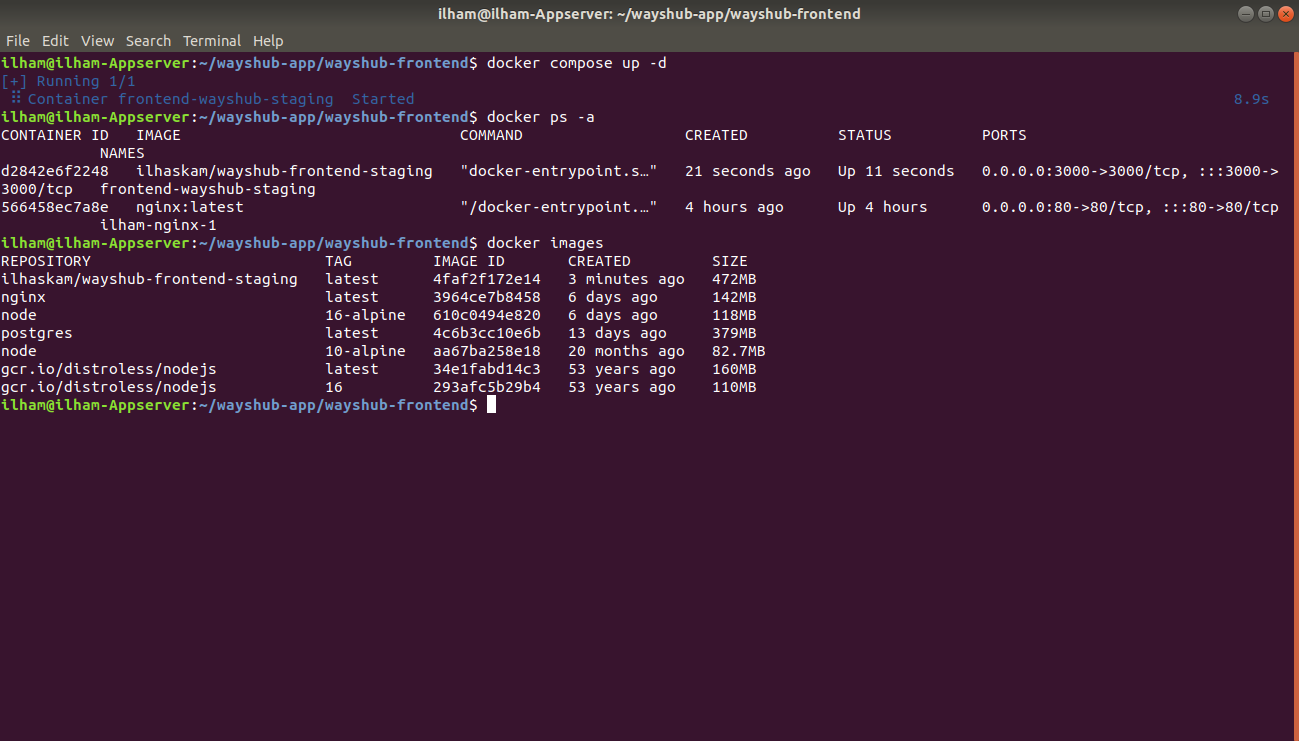 ilham@ilham-Appserver: ~/wayshub-app/wayshub-frontend
File Edit View Search Terminal Help
ilham@ilham-Appserver:~/wayshub-app/wayshub-frontend$ docker compose up -d
[+] Running 1/1
⠿ Container frontend-wayshub-staging  Started                                                                                           8.9s
ilham@ilham-Appserver:~/wayshub-app/wayshub-frontend$ docker ps -a
CONTAINER ID   IMAGE                               COMMAND                  CREATED          STATUS          PORTS
           NAMES
d2842e6f2248   ilhaskam/wayshub-frontend-staging   "docker-entrypoint.s…"   21 seconds ago   Up 11 seconds   0.0.0.0:3000->3000/tcp, :::3000->
3000/tcp   frontend-wayshub-staging
566458ec7a8e   nginx:latest                        "/docker-entrypoint.…"   4 hours ago      Up 4 hours      0.0.0.0:80->80/tcp, :::80->80/tcp
           ilham-nginx-1
ilham@ilham-Appserver:~/wayshub-app/wayshub-frontend$ docker images
REPOSITORY                          TAG         IMAGE ID       CREATED         SIZE
ilhaskam/wayshub-frontend-staging   latest      4faf2f172e14   3 minutes ago   472MB
nginx                               latest      3964ce7b8458   6 days ago      142MB
node                                16-alpine   610c0494e820   6 days ago      118MB
postgres                            latest      4c6b3cc10e6b   13 days ago     379MB
node                                10-alpine   aa67ba258e18   20 months ago   82.7MB
gcr.io/distroless/nodejs            latest      34e1fabd14c3   53 years ago    160MB
gcr.io/distroless/nodejs            16          293afc5b29b4   53 years ago    110MB
ilham@ilham-Appserver:~/wayshub-app/wayshub-frontend$